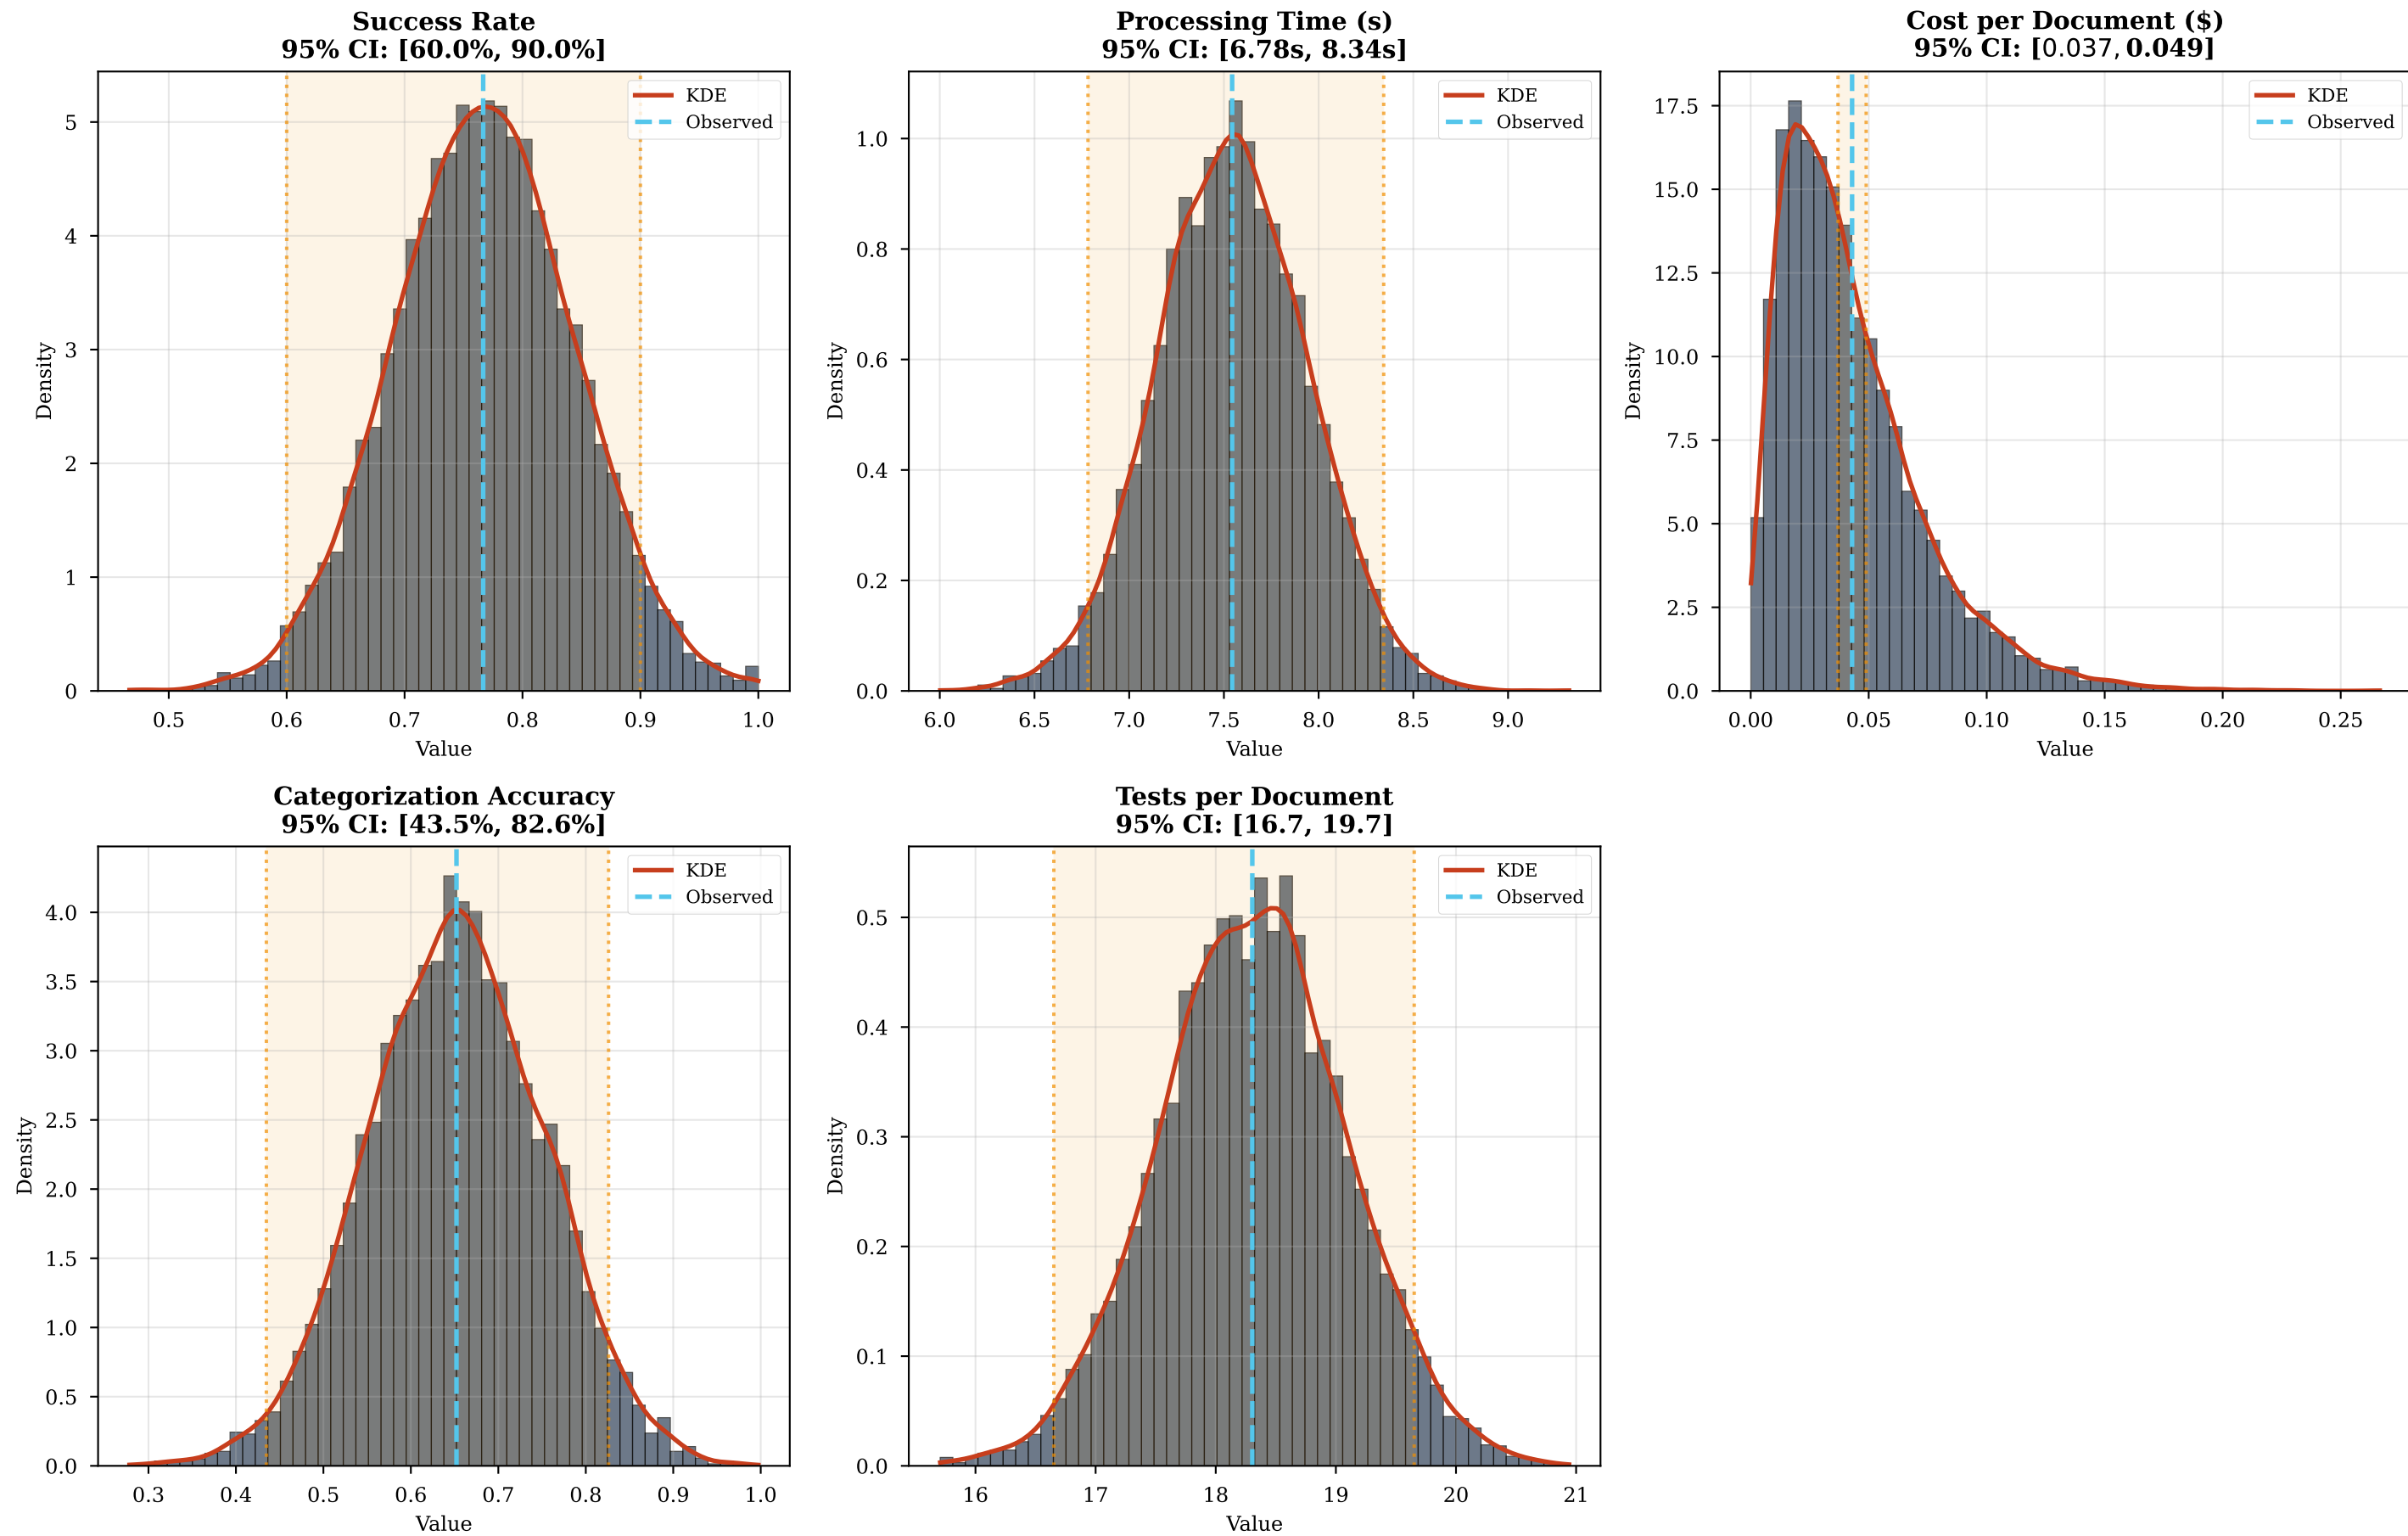 Success Rate
95% CI: [60.0%, 90.0%]
KDE
Observed
Density
5
4
3
2
1
0
0.5 0.6 0.7 0.8 0.9 1.0
Value
Processing Time (s)
95% CI: [6.78s, 8.34s]
KDE
Observed
Density
1.0
0.8
0.6
0.4
0.2
0.0
6.0 6.5 7.0 7.5 8.0 8.5 9.0
Value
Cost per Document ($)
95% CI: [0.037, 0.049]
KDE
Observed
Density
17.5
15.0
12.5
10.0
7.5
5.0
2.5
0.0
0.00 0.05 0.10 0.15 0.20 0.25
Value
Categorization Accuracy
95% CI: [43.5%, 82.6%]
KDE
Observed
Density
4.0
3.5
3.0
2.5
2.0
1.5
1.0
0.5
0.0
0.3 0.4 0.5 0.6 0.7 0.8 0.9 1.0
Value
Tests per Document
95% CI: [16.7, 19.7]
KDE
Observed
Density
0.5
0.4
0.3
0.2
0.1
0.0
16 17 18 19 20 21
Value